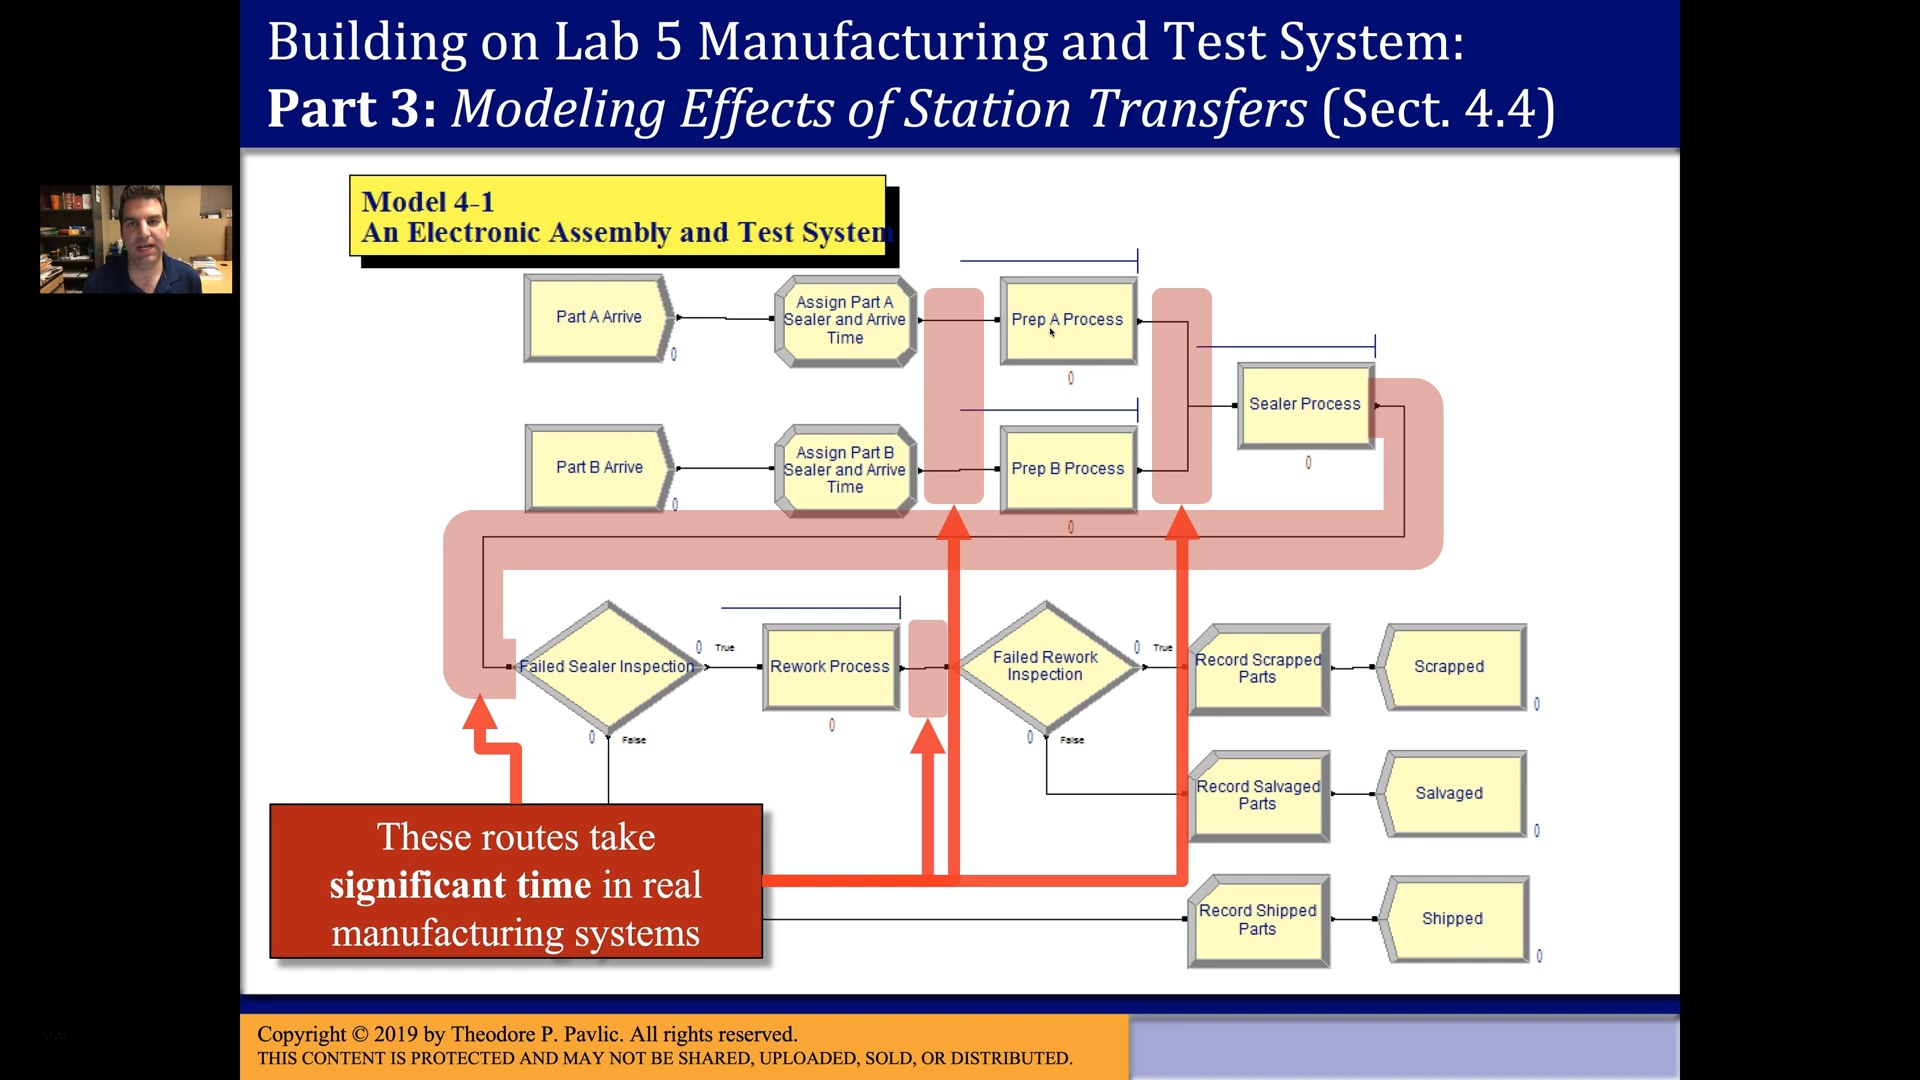 Building on Lab 5 Manufacturing and Test System:
Part 3: Modeling Effects of Station Transfers (Sect. 4.4)
Model 4-1
An Electronic Assembly and Test System
Part A Arrive
0
Assign Part A
Sealer and Arrive
Time
Prep A Process
0
Sealer Process
0
Part B Arrive
0
Assign Part B
Sealer and Arrive
Time
Prep B Process
0
Failed Sealer Inspection
0
True
0
False
Rework Process
0
Failed Rework
Inspection
0
True
0
False
Record Scrapped
Parts
Scrapped
0
Record Salvaged
Parts
Salvaged
0
Record Shipped
Parts
Shipped
0
These routes take
significant time in real
manufacturing systems
Copyright © 2019 by Theodore P. Pavlic. All rights reserved.
THIS CONTENT IS PROTECTED AND MAY NOT BE SHARED, UPLOADED, SOLD, OR DISTRIBUTED.